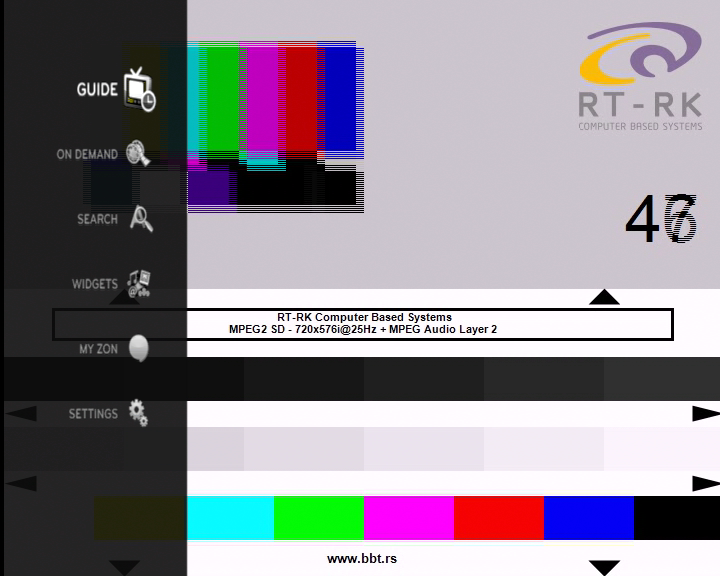 GUIDE
ON DEMAND
SEARCH
WIDGETS
MY ZON
SETTINGS
RT-RK
COMPUTER BASED SYSTEMS
RT-RK Computer Based Systems
MPEG2 SD - 720x576i@25Hz + MPEG Audio Layer 2
www.bbt.rs